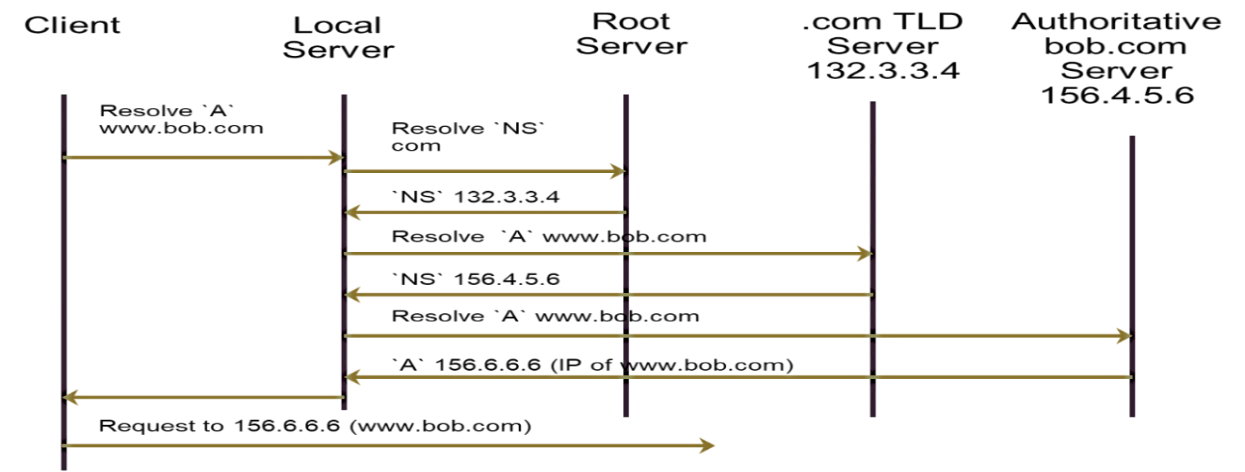 Client
Local
Server
Root
Server
.com TLD
Server
132.3.3.4
Authoritative
bob.com
Server
156.4.5.6
Resolve `A`
www.bob.com
Resolve `NS`
com
`NS` 132.3.3.4
Resolve `A` www.bob.com
`NS` 156.4.5.6
Resolve `A` www.bob.com
`A` 156.6.6.6 (IP of www.bob.com)
Request to 156.6.6.6 (www.bob.com)